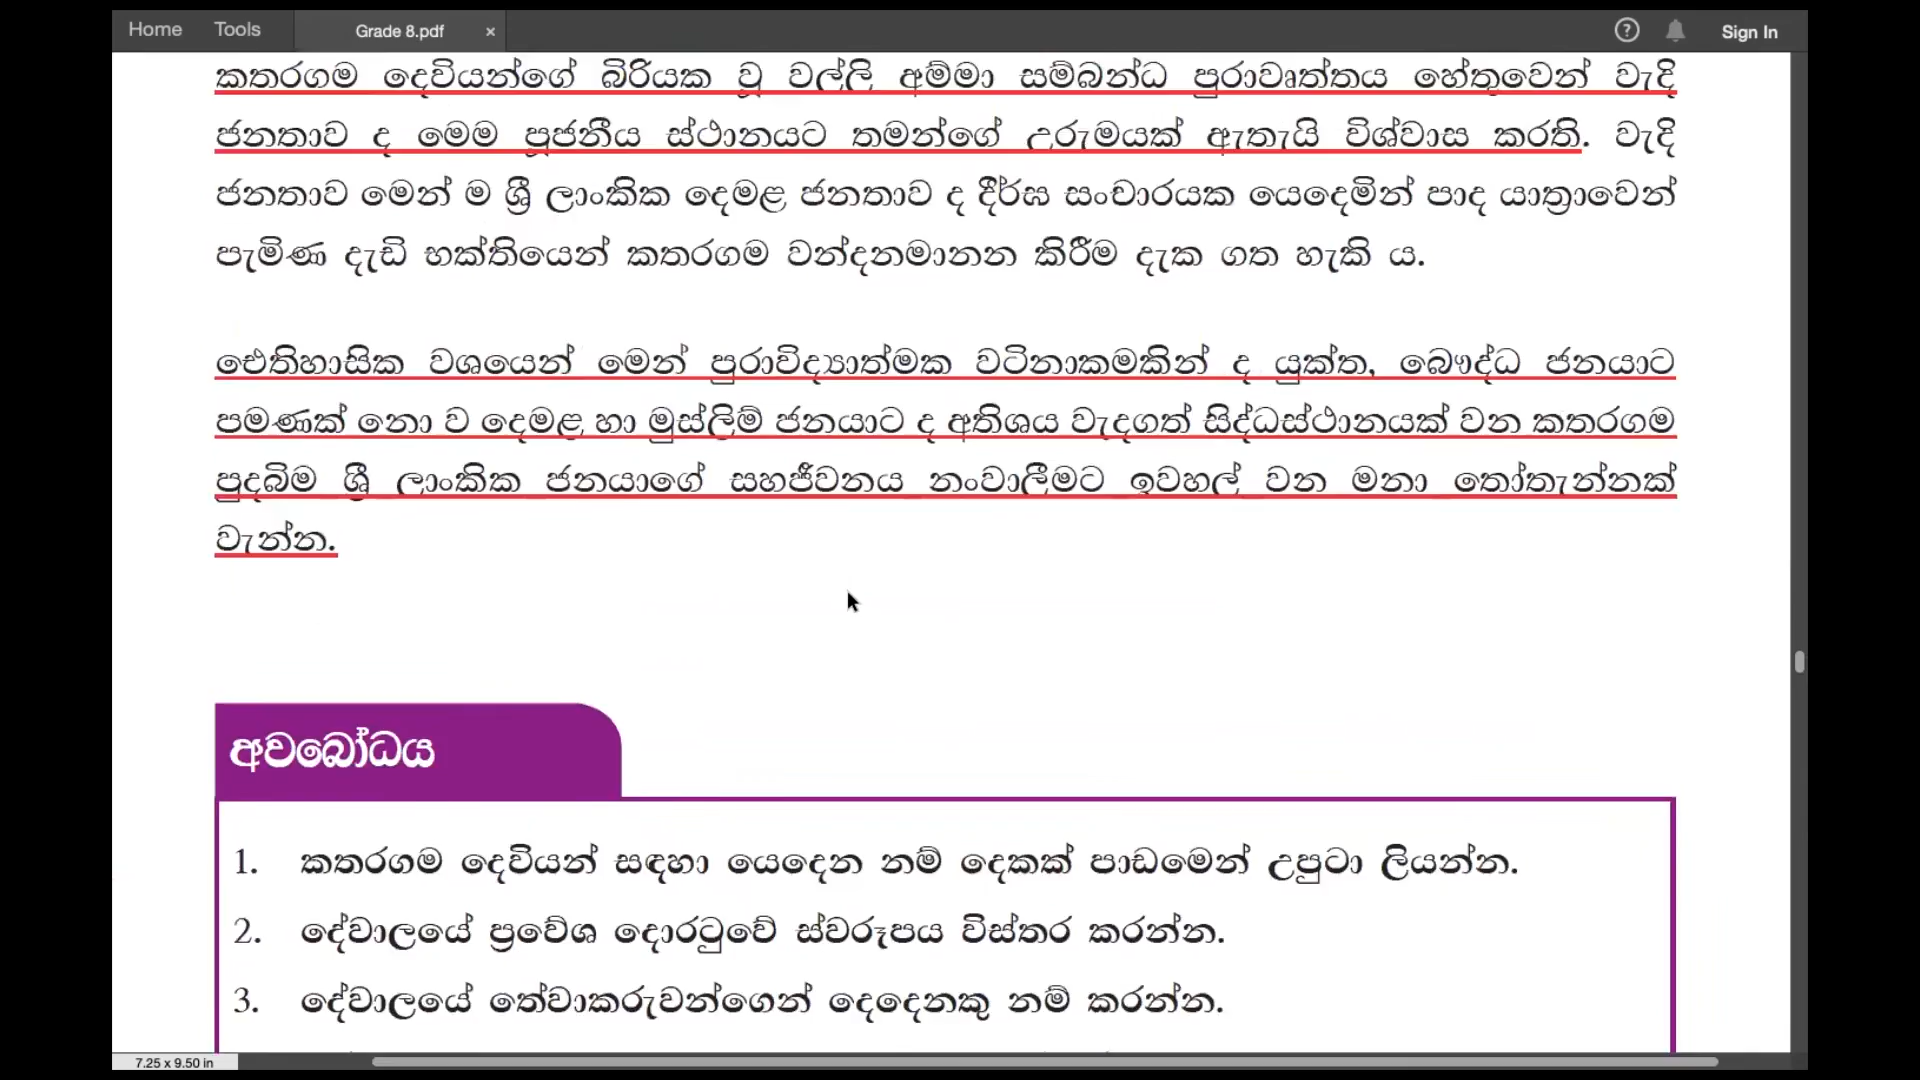 Home Tools Grade 8.pdf × ? Sign In
කතරගම දෙවියන්ගේ බිරියක වූ වල්ලි අම්මා සම්බන්ධ පුරාවෘත්තය හේතුවෙන් වැදි
ජනතාව ද මෙම පූජනීය ස්ථානයට තමන්ගේ උරුමයක් ඇතැයි විශ්වාස කරති. වැදි
ජනතාව මෙන් ම ශ්‍රී ලාංකික දෙමළ ජනතාව ද දීර්ඝ සංචාරයක යෙදෙමින් පාද යාත්‍රාවෙන්
පැමිණ දැඩි භක්තියෙන් කතරගම වන්දනමානන කිරීම දැක ගත හැකි ය.
ඓතිහාසික වශයෙන් මෙන් පුරාවිද්‍යාත්මක වටිනාකමකින් ද යුක්ත, බෞද්ධ ජනයාට
පමණක් නො ව දෙමළ හා මුස්ලිම් ජනයාට ද අතිශය වැදගත් සිද්ධස්ථානයක් වන කතරගම
පුදබිම ශ්‍රී ලාංකික ජනයාගේ සහජීවනය නංවාලීමට ඉවහල් වන මනා තෝතැන්නක්
වැන්න.
අවබෝධය
1. කතරගම දෙවියන් සඳහා යෙදෙන නම් දෙකක් පාඩමෙන් උපුටා ලියන්න.
2. දේවාලයේ ප්‍රවේශ දොරටුවේ ස්වරූපය විස්තර කරන්න.
3. දේවාලයේ තේවාකරුවන්ගෙන් දෙදෙනකු නම් කරන්න.
7.25 x 9.50 in